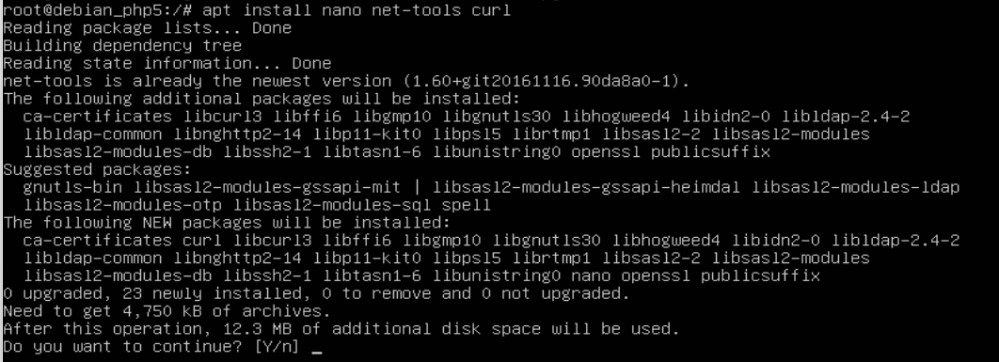 root@debian_php5:/# apt install nano net-tools curl
Reading package lists... Done
Building dependency tree
Reading state information... Done
net-tools is already the newest version (1.60+git20161116.90da8a0-1).
The following additional packages will be installed:
  ca-certificates libcurl3 libffi6 libgmp10 libgnutls30 libhogweed4 libidn2-0 libldap-2.4-2
  libldap-common libnghttp2-14 libp11-kit0 libpsl5 librtmp1 libsasl2-2 libsasl2-modules
  libsasl2-modules-db libssh2-1 libtasn1-6 libunistring0 openssl publicsuffix
Suggested packages:
  gnutls-bin libsasl2-modules-gssapi-mit | libsasl2-modules-gssapi-heimdal libsasl2-modules-ldap
  libsasl2-modules-otp libsasl2-modules-sql spell
The following NEW packages will be installed:
  ca-certificates curl libcurl3 libffi6 libgmp10 libgnutls30 libhogweed4 libidn2-0 libldap-2.4-2
  libldap-common libnghttp2-14 libp11-kit0 libpsl5 librtmp1 libsasl2-2 libsasl2-modules
  libsasl2-modules-db libssh2-1 libtasn1-6 libunistring0 nano openssl publicsuffix
0 upgraded, 23 newly installed, 0 to remove and 0 not upgraded.
Need to get 4,750 kB of archives.
After this operation, 12.3 MB of additional disk space will be used.
Do you want to continue? [Y/n] _